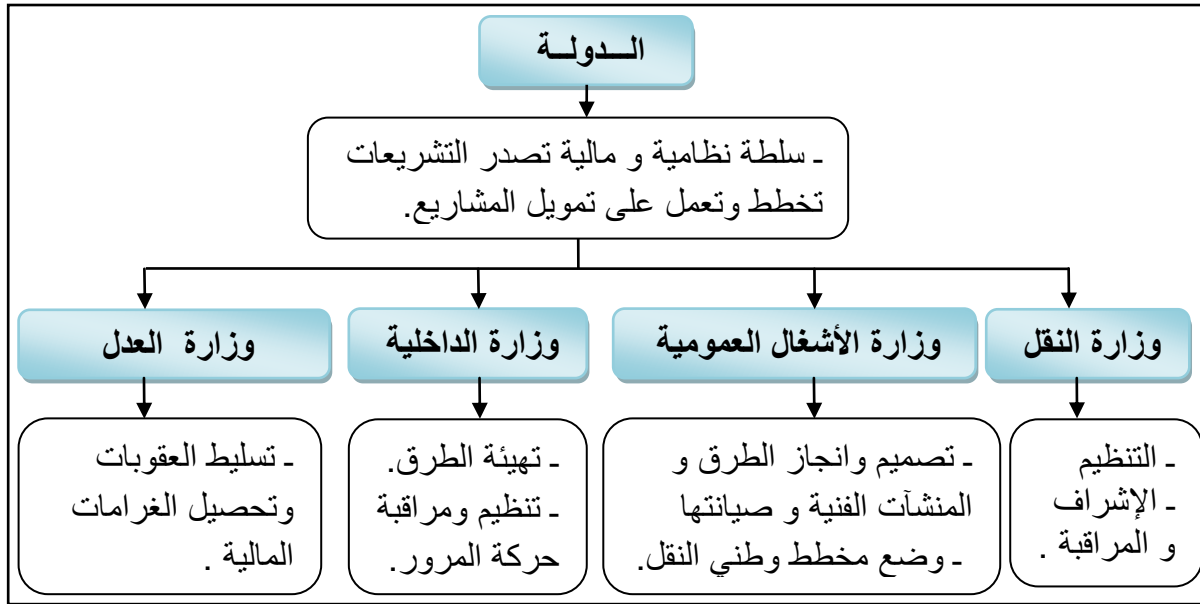 الـــدولـــة
ـ سلطة نظامية و مالية تصدر التشريعات
تخطط وتعمل على تمويل المشاريع.
وزارة النقل
ـ التنظيم
ـ الإشراف
و المراقبة .
وزارة الأشغال العمومية
ـ تصميم وانجاز الطرق و
المنشآت الفنية و صيانتها
ـ وضع مخطط وطني النقل.
وزارة الداخلية
ـ تهيئة الطرق.
ـ تنظيم ومراقبة
حركة المرور.
وزارة العدل
ـ تسليط العقوبات
وتحصيل الغرامات
المالية .